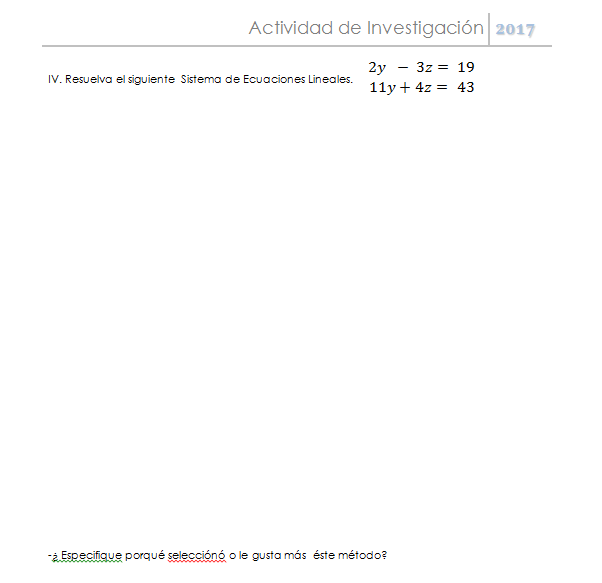 Actividad de Investigación 2017
2y − 3z = 19
IV. Resuelva el siguiente Sistema de Ecuaciones Lineales.
11y + 4z = 43
-¿ Especifique porqué selecciónó o le gusta más éste método?